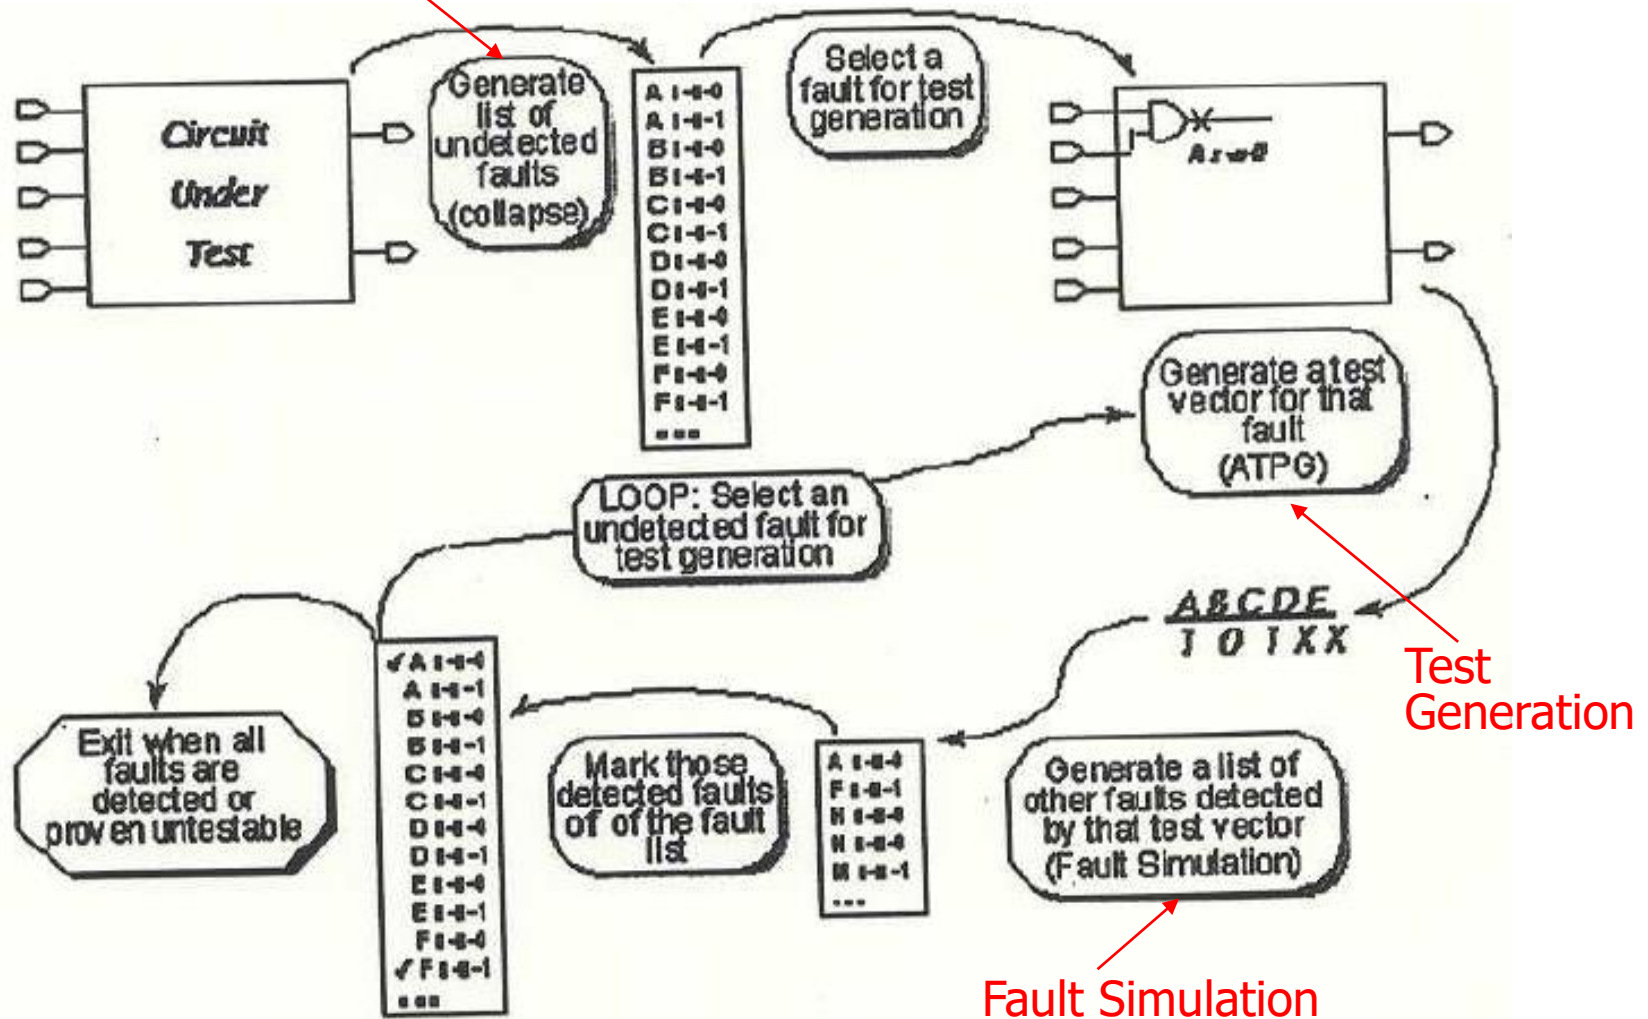 Circuit
Under
Test
Generate
list of
undetected
faults
(collapse)
A s-a-0
A s-a-1
B s-a-0
B s-a-1
C s-a-0
C s-a-1
D s-a-0
D s-a-1
E s-a-0
E s-a-1
F s-a-0
F s-a-1
...
Select a
fault for test
generation
A s-a-0
Generate a test
vector for that
fault
(ATPG)
LOOP: Select an
undetected fault for
test generation
A B C D E
1 0 1 X X
Test
Generation
Generate a list of
other faults detected
by that test vector
(Fault Simulation)
Fault Simulation
A s-a-0
F s-a-1
H s-a-0
M s-a-1
...
Mark those
detected faults
of of the fault
list
✓ A s-a-0
A s-a-1
B s-a-0
B s-a-1
C s-a-0
C s-a-1
D s-a-0
D s-a-1
E s-a-0
E s-a-1
F s-a-0
✓ F s-a-1
...
Exit when all
faults are
detected or
proven untestable